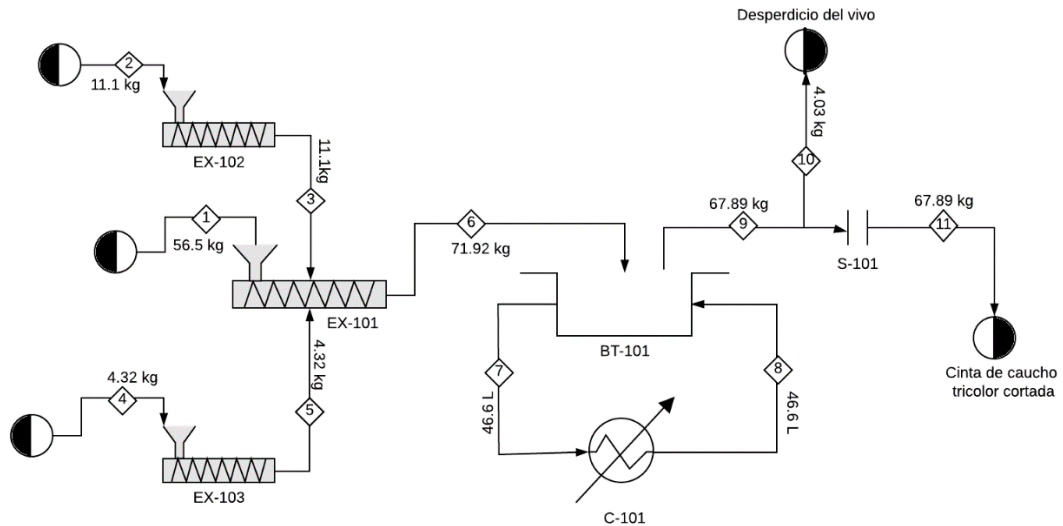 Desperdicio del vivo
2
11.1 kg
EX-102
11.1kg
3
1
56.5 kg
EX-101
4.32 kg
4
4.32 kg
5
EX-103
6
71.92 kg
BT-101
7
46.6 L
8
46.6 L
C-101
4.03 kg
10
67.89 kg
9
S-101
67.89 kg
11
Cinta de caucho
tricolor cortada